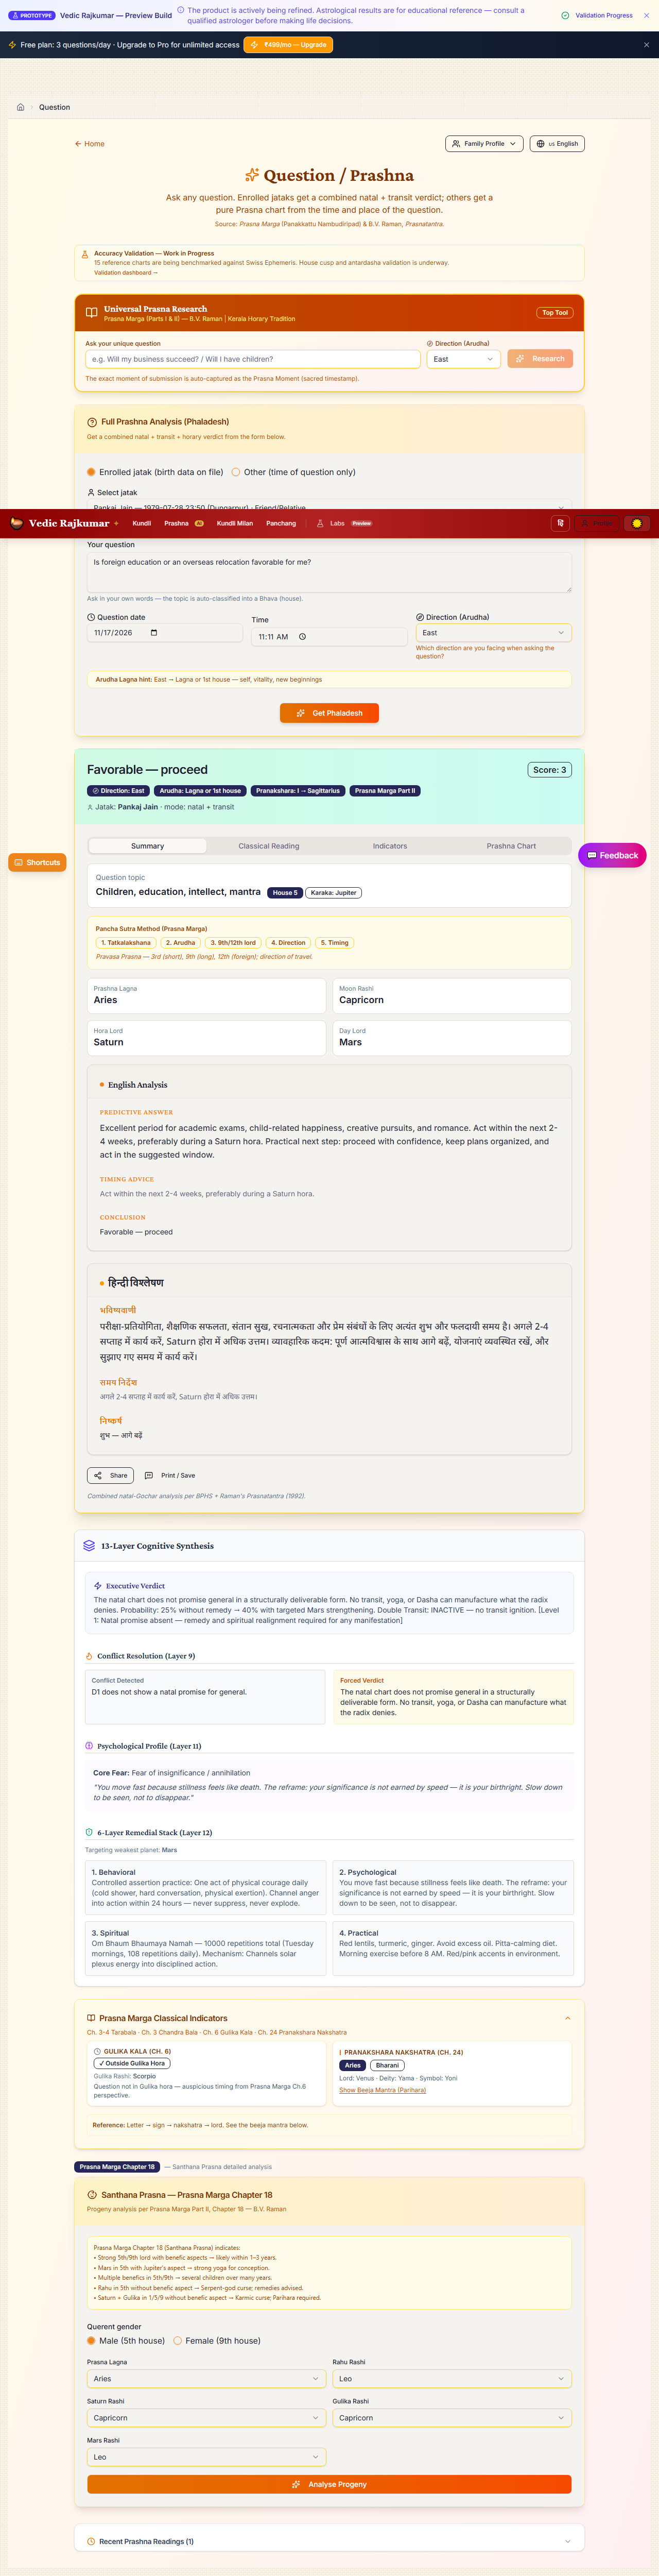 PROTOTYPE
Vedic Rajkumar — Preview Build
The product is actively being refined. Astrological results are for educational reference — consult a
qualified astrologer before making life decisions.
Validation Progress
Free plan: 3 questions/day · Upgrade to Pro for unlimited access
₹499/mo — Upgrade
Question
Home
Family Profile
US English
Question / Prashna
Ask any question. Enrolled jataks get a combined natal + transit verdict; others get a
pure Prasna chart from the time and place of the question.
Source: Prasna Marga (Panakkattu Nambudiripad) & B.V. Raman, Prasnatantra.
Accuracy Validation — Work in Progress
15 reference charts are being benchmarked against Swiss Ephemeris. House cusp and antardasha validation is underway.
Validation dashboard →
Universal Prasna Research
Prasna Marga (Parts I & II) — B.V. Raman | Kerala Horary Tradition
Top Tool
Ask your unique question
Direction (Arudha)
e.g. Will my business succeed? / Will I have children?
East
Research
The exact moment of submission is auto-captured as the Prasna Moment (sacred timestamp).
Full Prashna Analysis (Phaladesh)
Get a combined natal + transit + horary verdict from the form below.
Enrolled jatak (birth data on file)
Other (time of question only)
Select jatak
Pankaj Jain — 1979-07-28 23:50 (Dungarpur) · Friend/Relative
Vedic Rajkumar
Kundli
Prashna
AI
Kundli Milan
Panchang
Labs
Preview
हि
Your question
Is foreign education or an overseas relocation favorable for me?
Ask in your own words — the topic is auto-classified into a Bhava (house).
Question date
Time
Direction (Arudha)
11/17/2026
11:11 AM
East
Which direction are you facing when asking the
question?
Arudha Lagna hint: East → Lagna or 1st house — self, vitality, new beginnings
Get Phaladesh
Favorable — proceed
Score: 3
Direction: East
Arudha: Lagna or 1st house
Pranakshara: I → Sagittarius
Prasna Marga Part II
Jatak: Pankaj Jain · mode: natal + transit
Summary
Classical Reading
Indicators
Prashna Chart
Shortcuts
Feedback
Question topic
Children, education, intellect, mantra
House 5
Karaka: Jupiter
Pancha Sutra Method (Prasna Marga)
1. Tatkalakshana
2. Arudha
3. 9th/12th lord
4. Direction
5. Timing
Pravasa Prasna — 3rd (short), 9th (long), 12th (foreign); direction of travel.
Prashna Lagna
Aries
Moon Rashi
Capricorn
Hora Lord
Saturn
Day Lord
Mars
English Analysis
PREDICTIVE ANSWER
Excellent period for academic exams, child-related happiness, creative pursuits, and romance. Act within the next 2-
4 weeks, preferably during a Saturn hora. Practical next step: proceed with confidence, keep plans organized, and
act in the suggested window.
TIMING ADVICE
Act within the next 2-4 weeks, preferably during a Saturn hora.
CONCLUSION
Favorable — proceed
हिन्दी विश्लेषण
भविष्यवाणी
परीक्षा-प्रतियोगिता, शैक्षणिक सफलता, संतान सुख, रचनात्मकता और प्रेम संबंधों के लिए अत्यंत शुभ और फलदायी समय है। अगले 2-4
सप्ताह में कार्य करें, Saturn होरा में अधिक उत्तम। व्यावहारिक कदम: पूर्ण आत्मविश्वास के साथ आगे बढ़ें, योजनाएं व्यवस्थित रखें, और
सुझाए गए समय में कार्य करें।
समय निर्देश
अगले 2-4 सप्ताह में कार्य करें, Saturn होरा में अधिक उत्तम।
निष्कर्ष
शुभ — आगे बढ़ें
Share
Print / Save
Combined natal-Gochar analysis per BPHS + Raman's Prasnatantra (1992).
13-Layer Cognitive Synthesis
Executive Verdict
The natal chart does not promise general in a structurally deliverable form. No transit, yoga, or Dasha can manufacture what the radix
denies. Probability: 25% without remedy → 40% with targeted Mars strengthening. Double Transit: INACTIVE — no transit ignition. [Level
1: Natal promise absent — remedy and spiritual realignment required for any manifestation]
Conflict Resolution (Layer 9)
Conflict Detected
D1 does not show a natal promise for general.
Forced Verdict
The natal chart does not promise general in a structurally
deliverable form. No transit, yoga, or Dasha can manufacture what
the radix denies.
Psychological Profile (Layer 11)
Core Fear: Fear of insignificance / annihilation
"You move fast because stillness feels like death. The reframe: your significance is not earned by speed — it is your birthright. Slow down
to be seen, not to disappear."
6-Layer Remedial Stack (Layer 12)
Targeting weakest planet: Mars
1. Behavioral
Controlled assertion practice: One act of physical courage daily
(cold shower, hard conversation, physical exertion). Channel anger
into action within 24 hours — never suppress, never explode.
2. Psychological
You move fast because stillness feels like death. The reframe: your
significance is not earned by speed — it is your birthright. Slow
down to be seen, not to disappear.
3. Spiritual
Om Bhaum Bhaumaya Namah — 10000 repetitions total (Tuesday
mornings, 108 repetitions daily). Mechanism: Channels solar
plexus energy into disciplined action.
4. Practical
Red lentils, turmeric, ginger. Avoid excess oil. Pitta-calming diet.
Morning exercise before 8 AM. Red/pink accents in environment.
Prasna Marga Classical Indicators
Ch. 3-4 Tarabala · Ch. 3 Chandra Bala · Ch. 6 Gulika Kala · Ch. 24 Pranakshara Nakshatra
GULIKA KALA (CH. 6)
✓ Outside Gulika Hora
Gulika Rashi: Scorpio
Question not in Gulika hora — auspicious timing from Prasna Marga Ch.6
perspective.
I PRANAKSHARA NAKSHATRA (CH. 24)
Aries
Bharani
Lord: Venus · Deity: Yama · Symbol: Yoni
Show Beeja Mantra (Parihara)
Reference: Letter → sign → nakshatra → lord. See the beeja mantra below.
Prasna Marga Chapter 18
— Santhana Prasna detailed analysis
Santhana Prasna — Prasna Marga Chapter 18
Progeny analysis per Prasna Marga Part II, Chapter 18 — B.V. Raman
Prasna Marga Chapter 18 (Santhana Prasna) indicates:
• Strong 5th/9th lord with benefic aspects → likely within 1–3 years.
• Mars in 5th with Jupiter's aspect → strong yoga for conception.
• Multiple benefics in 5th/9th → several children over many years.
• Rahu in 5th without benefic aspect → Serpent-god curse; remedies advised.
• Saturn + Gulika in 1/5/9 without benefic aspect → Karmic curse; Parihara required.
Querent gender
Male (5th house)
Female (9th house)
Prasna Lagna
Aries
Rahu Rashi
Leo
Saturn Rashi
Capricorn
Gulika Rashi
Capricorn
Mars Rashi
Leo
Analyse Progeny
Recent Prashna Readings (1)